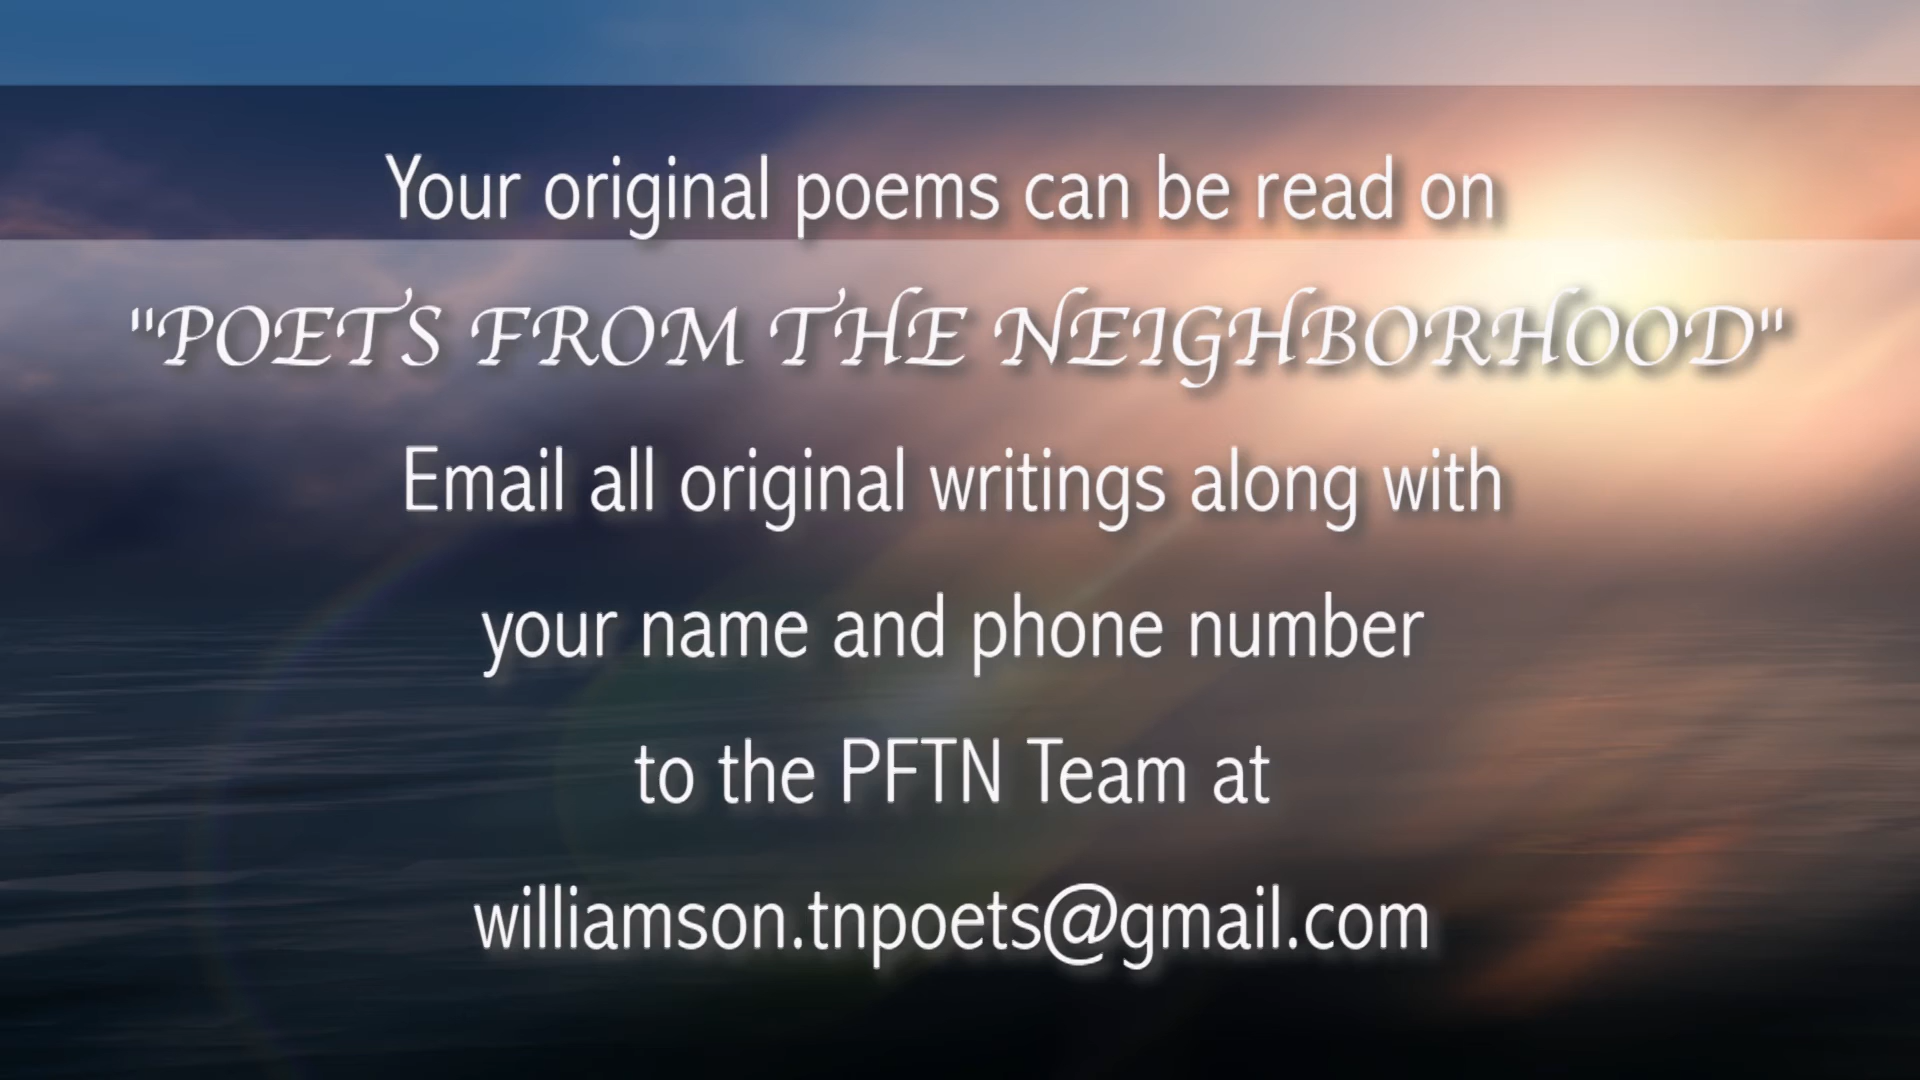 Your original poems can be read on
"POETS FROM THE NEIGHBORHOOD"
Email all original writings along with
your name and phone number
to the PFTN Team at
williamson.tnpoets@gmail.com